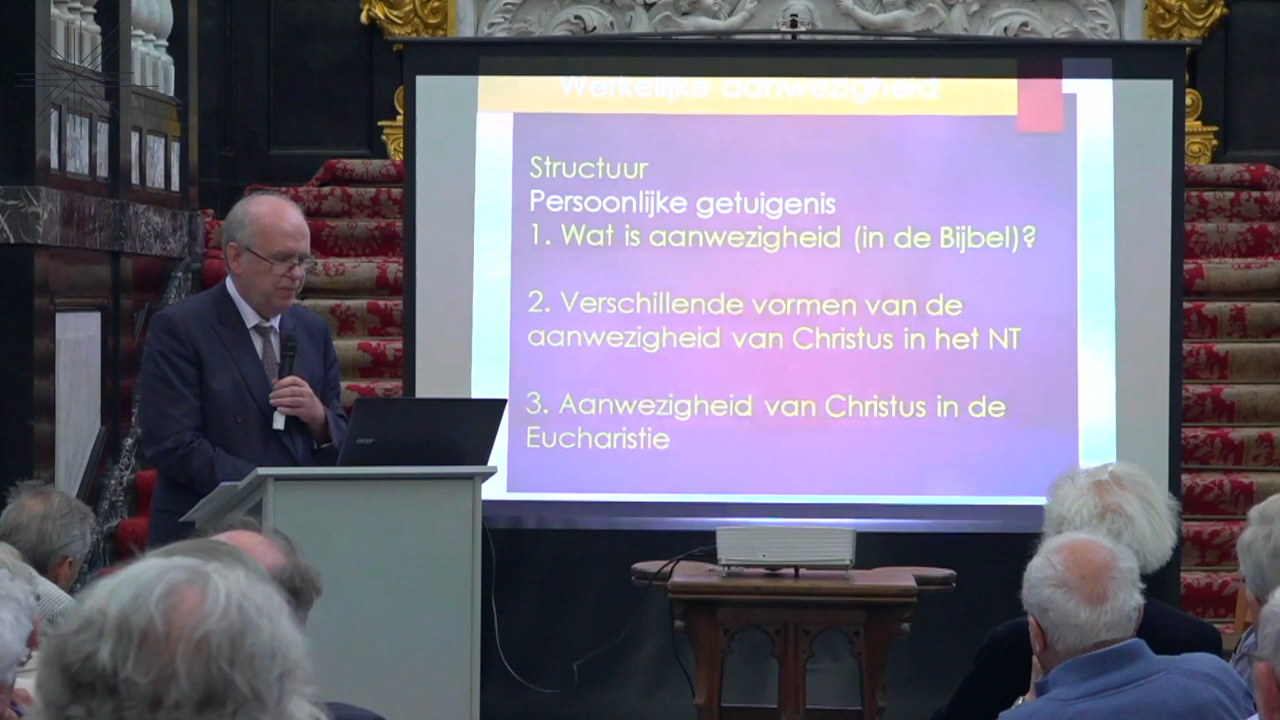 Werkelijke aanwezigheid
Structuur
Persoonlijke getuigenis
1. Wat is aanwezigheid (in de Bijbel)?
2. Verschillende vormen van de
aanwezigheid van Christus in het NT
3. Aanwezigheid van Christus in de
Eucharistie
acer